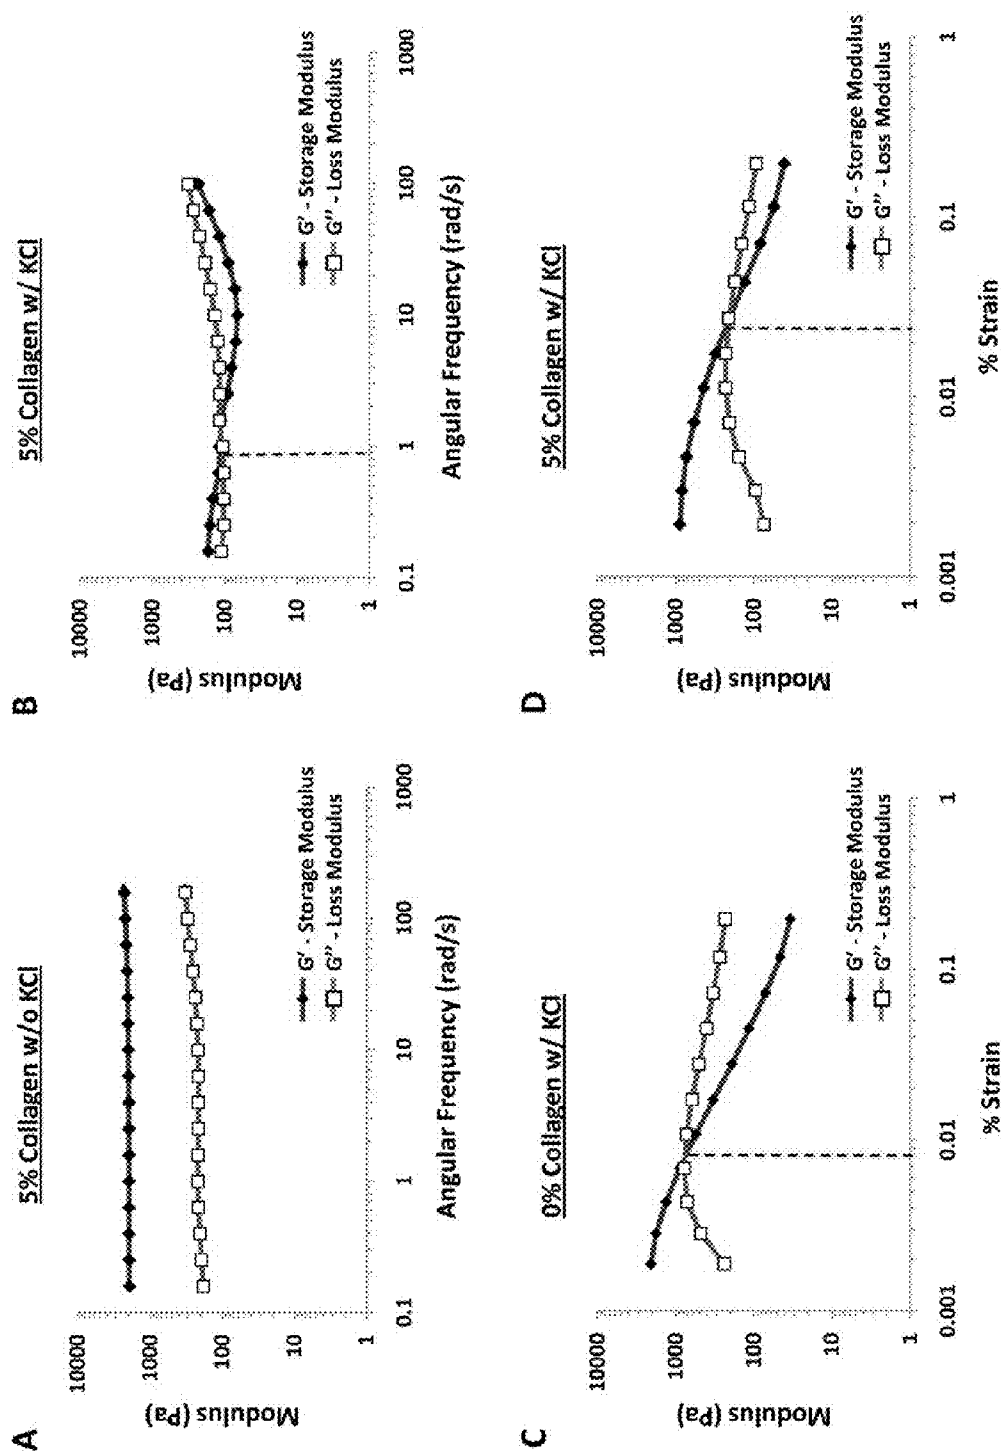 A
5% Collagen w/o KCl
Modulus (Pa)
10000
1000
100
10
1
0.1
1
10
100
1000
Angular Frequency (rad/s)
G′ - Storage Modulus
G″ - Loss Modulus
B
5% Collagen w/ KCl
Modulus (Pa)
10000
1000
100
10
1
0.1
1
10
100
1000
Angular Frequency (rad/s)
G′ - Storage Modulus
G″ - Loss Modulus
C
0% Collagen w/ KCl
Modulus (Pa)
10000
1000
100
10
1
0.001
0.01
0.1
1
% Strain
G′ - Storage Modulus
G″ - Loss Modulus
D
5% Collagen w/ KCl
Modulus (Pa)
10000
1000
100
10
1
0.001
0.01
0.1
1
% Strain
G′ - Storage Modulus
G″ - Loss Modulus